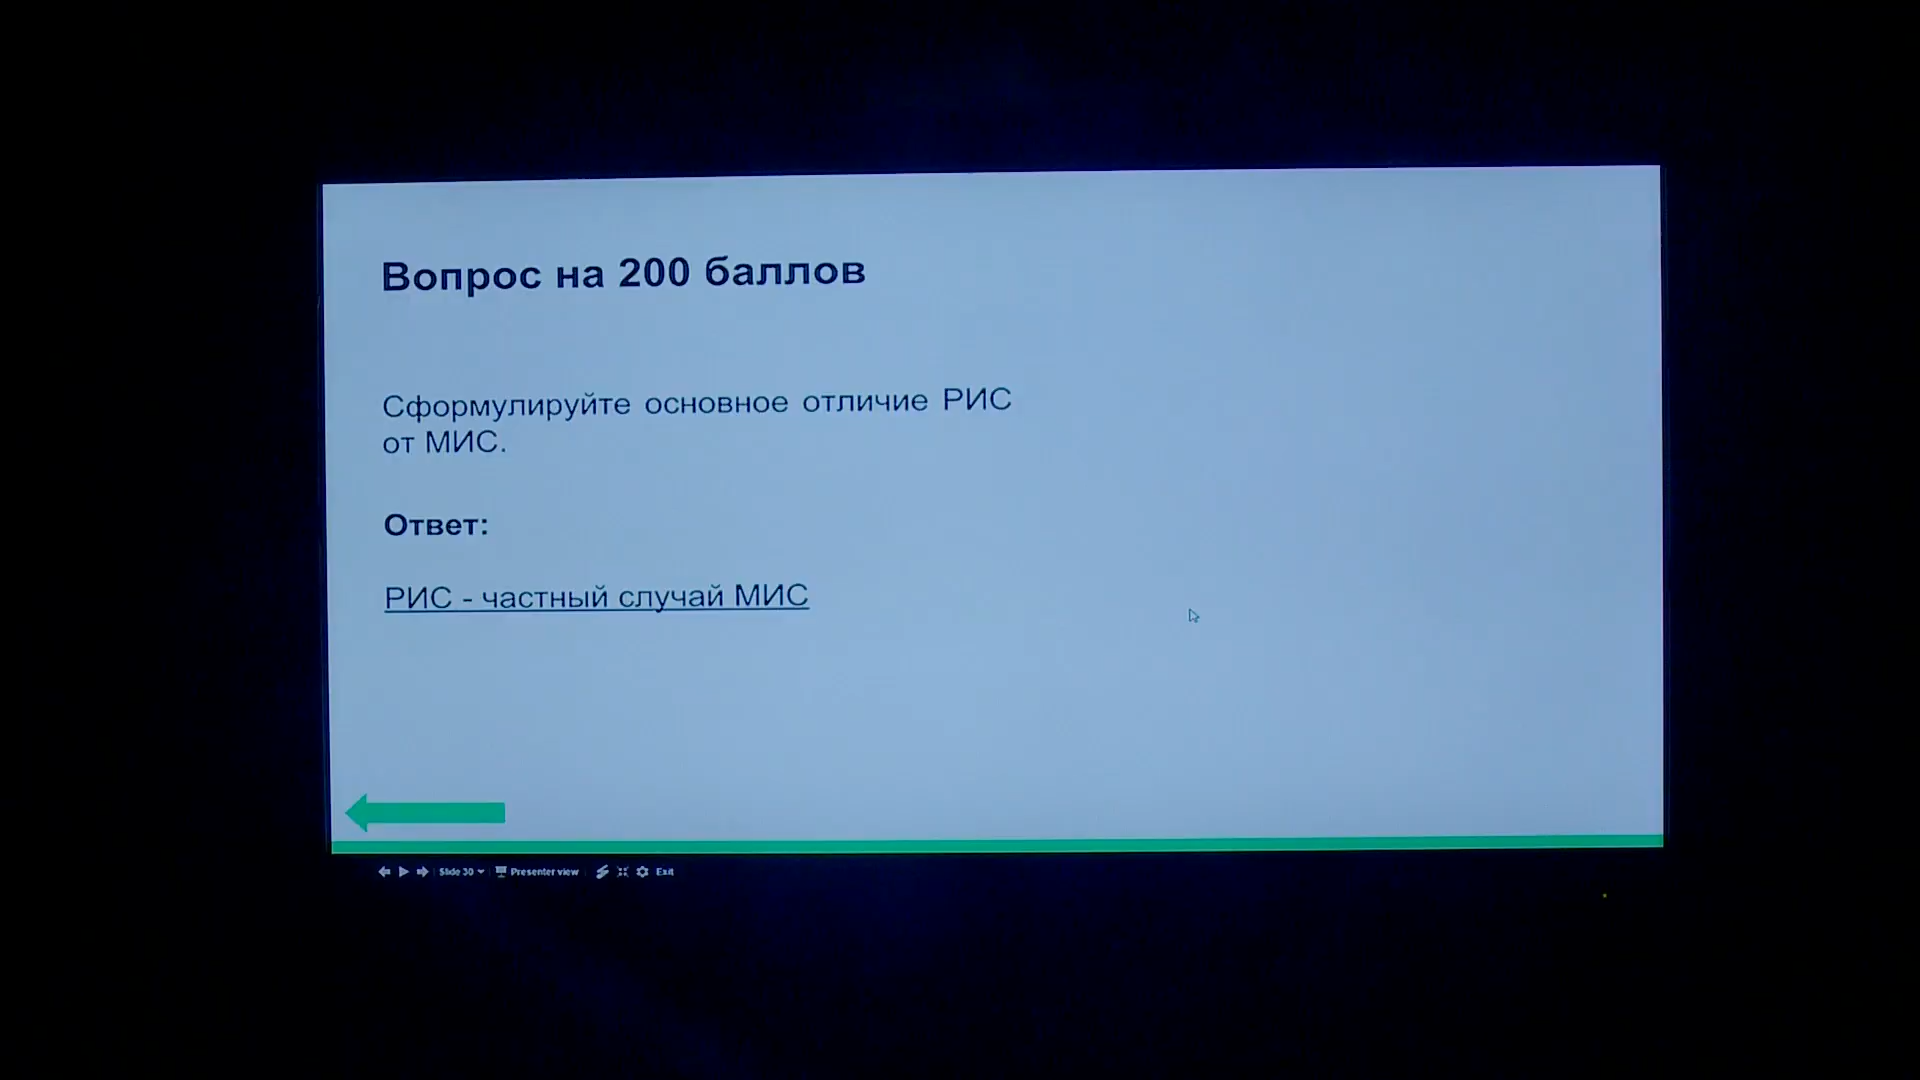 Вопрос на 200 баллов
Сформулируйте основное отличие РИС
от МИС.
Ответ:
РИС - частный случай МИС
Slide 30
Presenter view
Exit